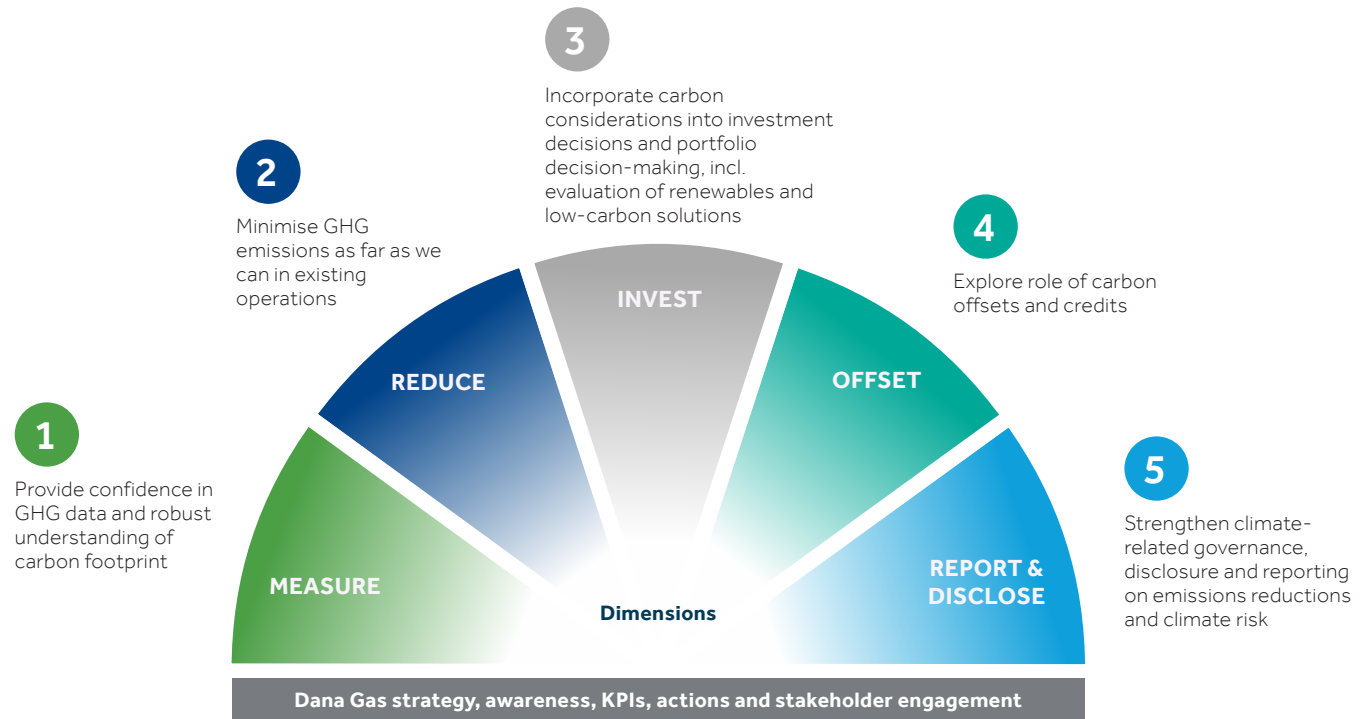 1
Provide confidence in
GHG data and robust
understanding of
carbon footprint
MEASURE
2
Minimise GHG
emissions as far as we
can in existing
operations
REDUCE
3
Incorporate carbon
considerations into investment
decisions and portfolio
decision-making, incl.
evaluation of renewables and
low-carbon solutions
INVEST
4
Explore role of carbon
offsets and credits
OFFSET
5
Strengthen climate-
related governance,
disclosure and reporting
on emissions reductions
and climate risk
REPORT &
DISCLOSE
Dimensions
Dana Gas strategy, awareness, KPIs, actions and stakeholder engagement